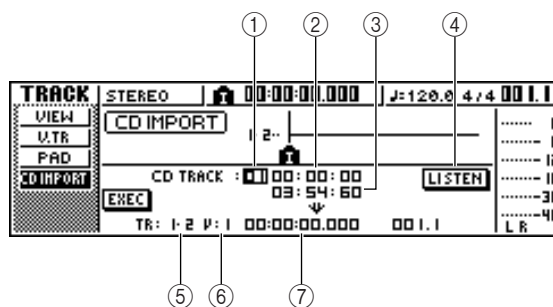 ① ② ③ ④
TRACK STEREO 00:00:00.000 ♩=120.0 4/4 001.1
VIEW
V.TR
PAD
CD IMPORT
CD IMPORT
1·2··
CD TRACK : 00:00:00
03:54:60
LISTEN
EXEC
TR: 1·2 V:1 00:00:00.000 001.1
L R
⑤ ⑥ ⑦